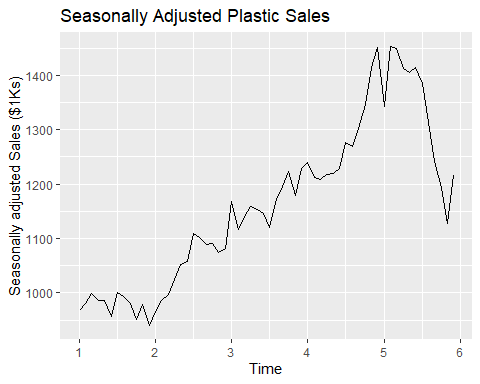 Seasonally Adjusted Plastic Sales
Seasonally adjusted Sales ($1Ks)
1400
1300
1200
1100
1000
1 2 3 4 5 6
Time